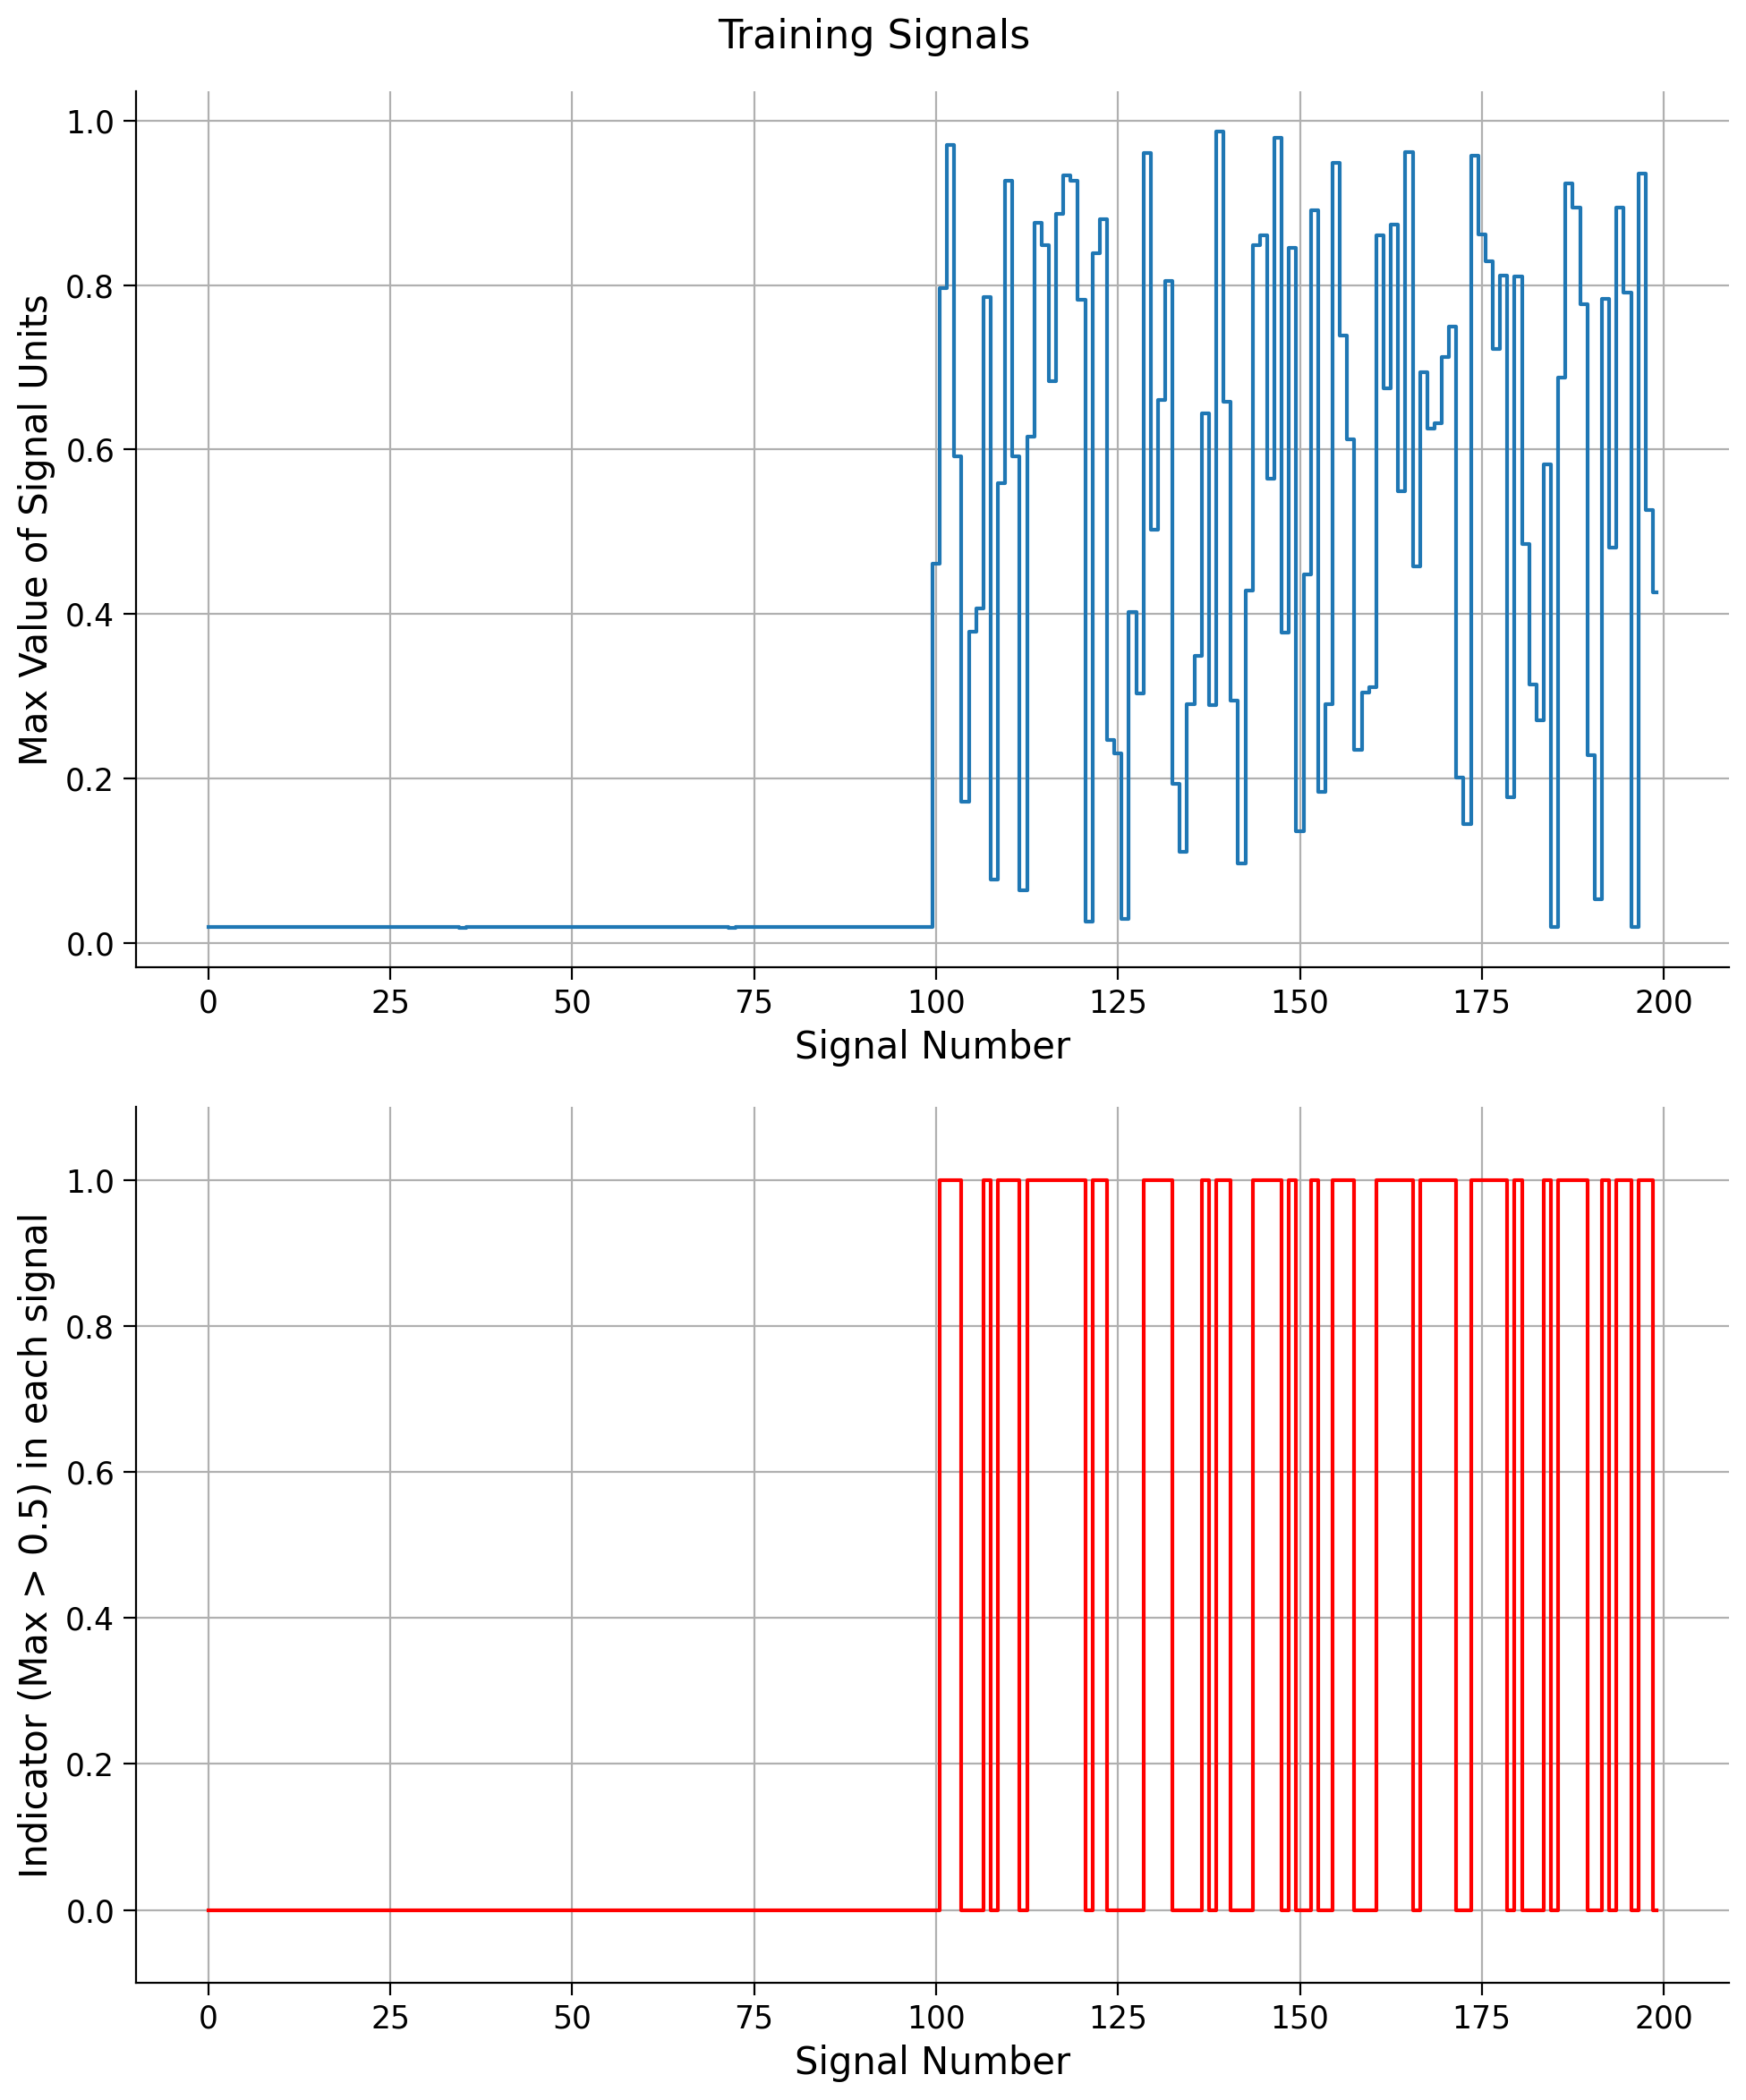 Training Signals
Max Value of Signal Units
1.0
0.8
0.6
0.4
0.2
0.0
0 25 50 75 100 125 150 175 200
Signal Number
Indicator (Max > 0.5) in each signal
1.0
0.8
0.6
0.4
0.2
0.0
0 25 50 75 100 125 150 175 200
Signal Number